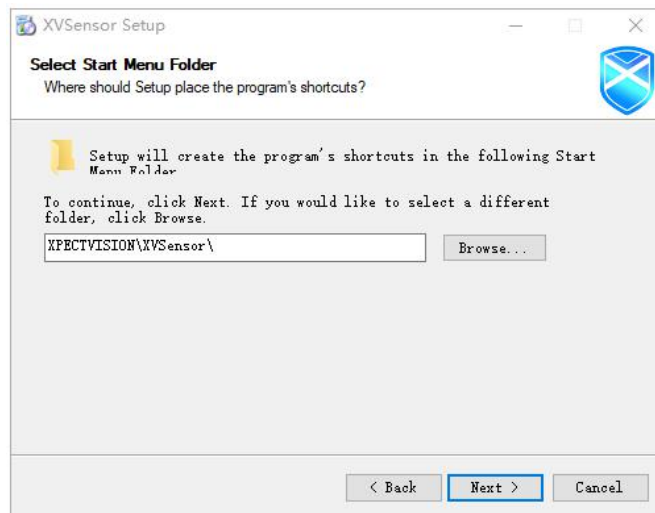 XVSensor Setup
Select Start Menu Folder
Where should Setup place the program's shortcuts?
Setup will create the program's shortcuts in the following Start
Menu Folder
To continue, click Next. If you would like to select a different
folder, click Browse.
XPECTVISION\XVSensor\
Browse...
< Back
Next >
Cancel